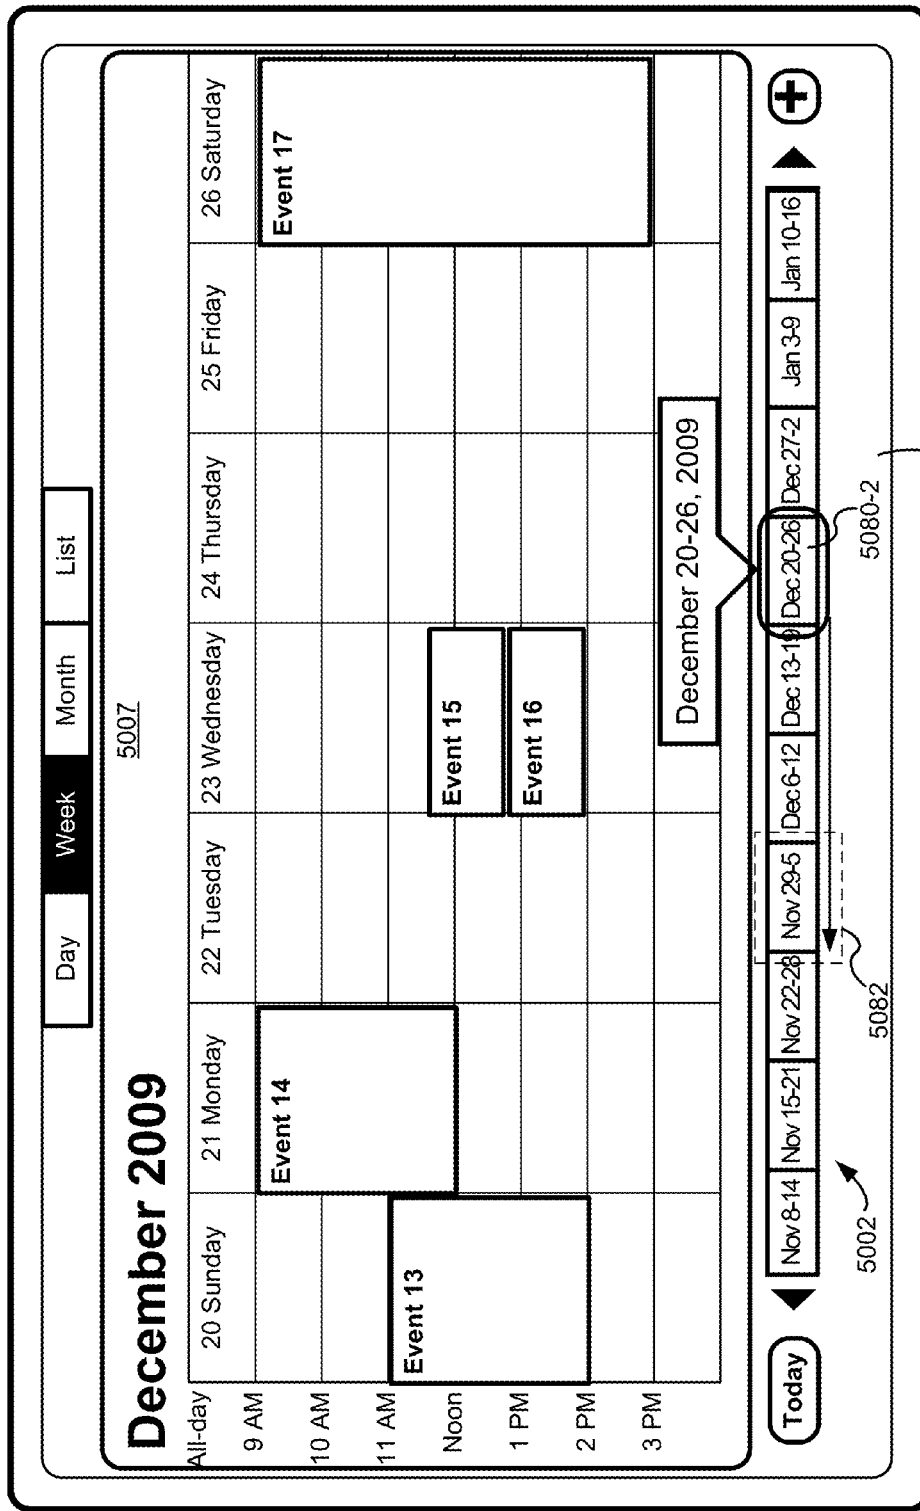 Day Week Month List
5007
December 2009
20 Sunday 21 Monday 22 Tuesday 23 Wednesday 24 Thursday 25 Friday 26 Saturday
All-day
9 AM
10 AM
11 AM
Noon
1 PM
2 PM
3 PM
Event 13
Event 14
Event 15
Event 16
Event 17
December 20-26, 2009
Today Nov 8-14 Nov 15-21 Nov 22-28 Nov 29-5 Dec 6-12 Dec 13-19 Dec 20-26 Dec 27-2 Jan 3-9 Jan 10-16 +
5002
5082
5080-2